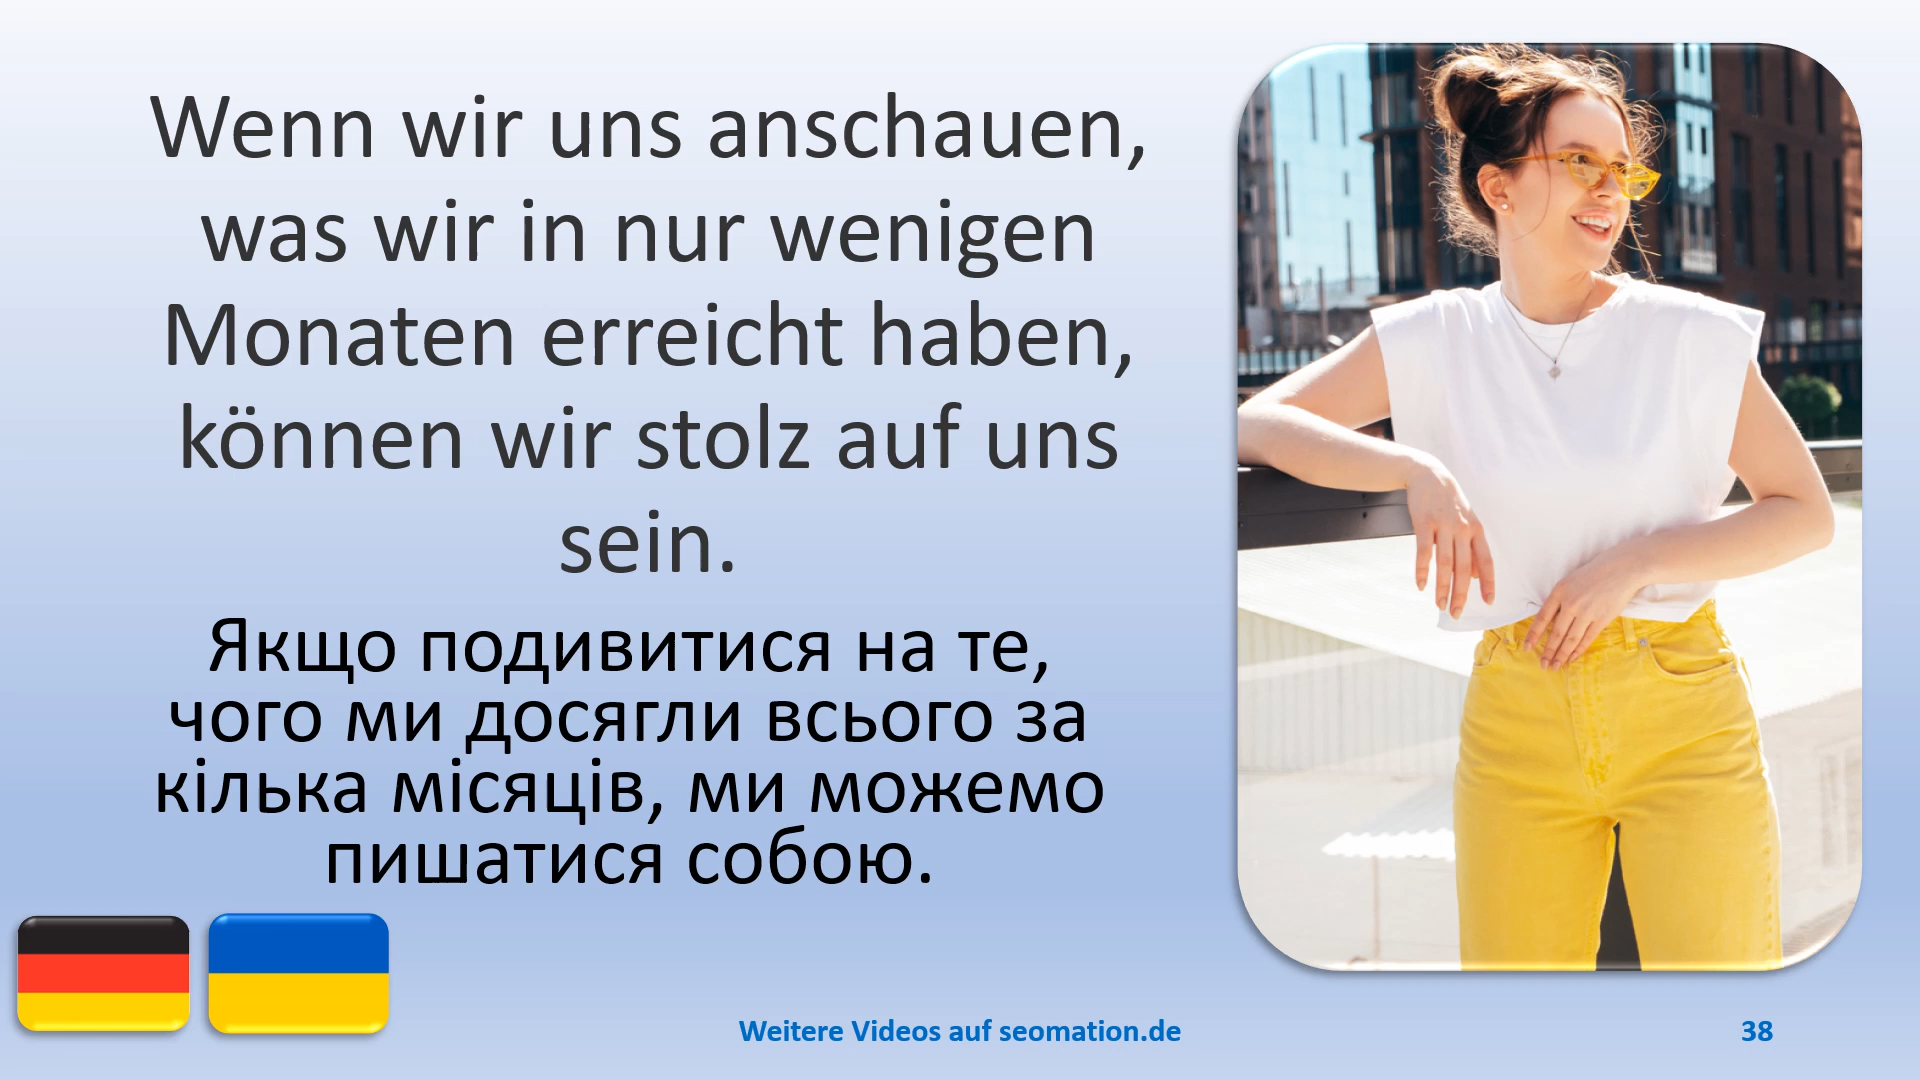 Wenn wir uns anschauen,
was wir in nur wenigen
Monaten erreicht haben,
können wir stolz auf uns
sein.
Якщо подивитися на те,
чого ми досягли всього за
кілька місяців, ми можемо
пишатися собою.
Weitere Videos auf seomation.de
38